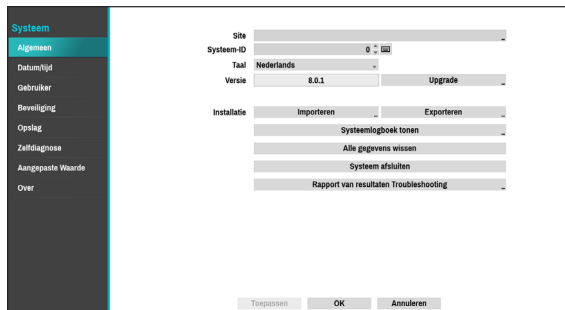 Systeem
Algemeen
Datum/tijd
Gebruiker
Beveiliging
Opslag
Zelfdiagnose
Aangepaste Waarde
Over
Site
Systeem-ID 0
Taal Nederlands
Versie 8.0.1 Upgrade
Installatie Importeren Exporteren
Systeemlogboek tonen
Alle gegevens wissen
Systeem afsluiten
Rapport van resultaten Troubleshooting
Toepassen OK Annuleren